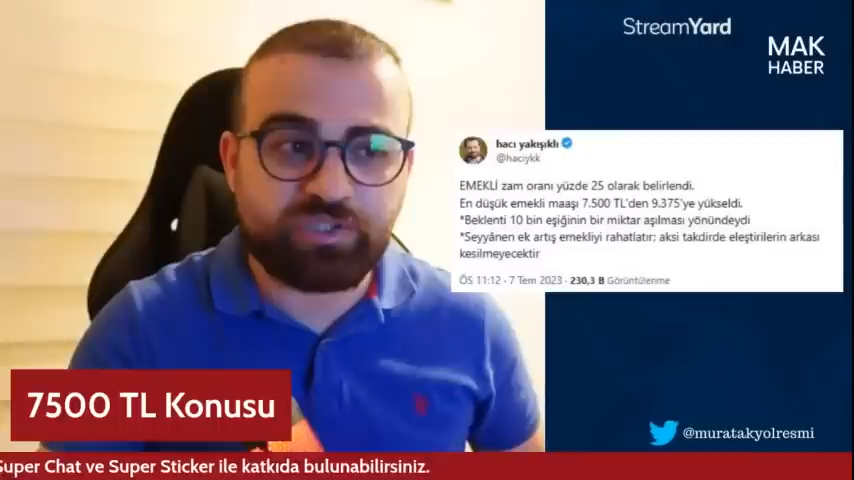 StreamYard
MAK
HABER
hacı yakışıklı
@haciykk
EMEKLİ zam oranı yüzde 25 olarak belirlendi.
En düşük emekli maaşı 7.500 TL'den 9.375'ye yükseldi.
*Beklenti 10 bin eşiğinin bir miktar aşılması yönündeydi
*Seyyânen ek artış emekliyi rahatlatır; aksi takdirde eleştirilerin arkası
kesilmeyecektir
ÖS 11:12 · 7 Tem 2023 · 230,3 B Görüntülenme
7500 TL Konusu
@muratakyolresmi
Super Chat ve Super Sticker ile katkıda bulunabilirsiniz.